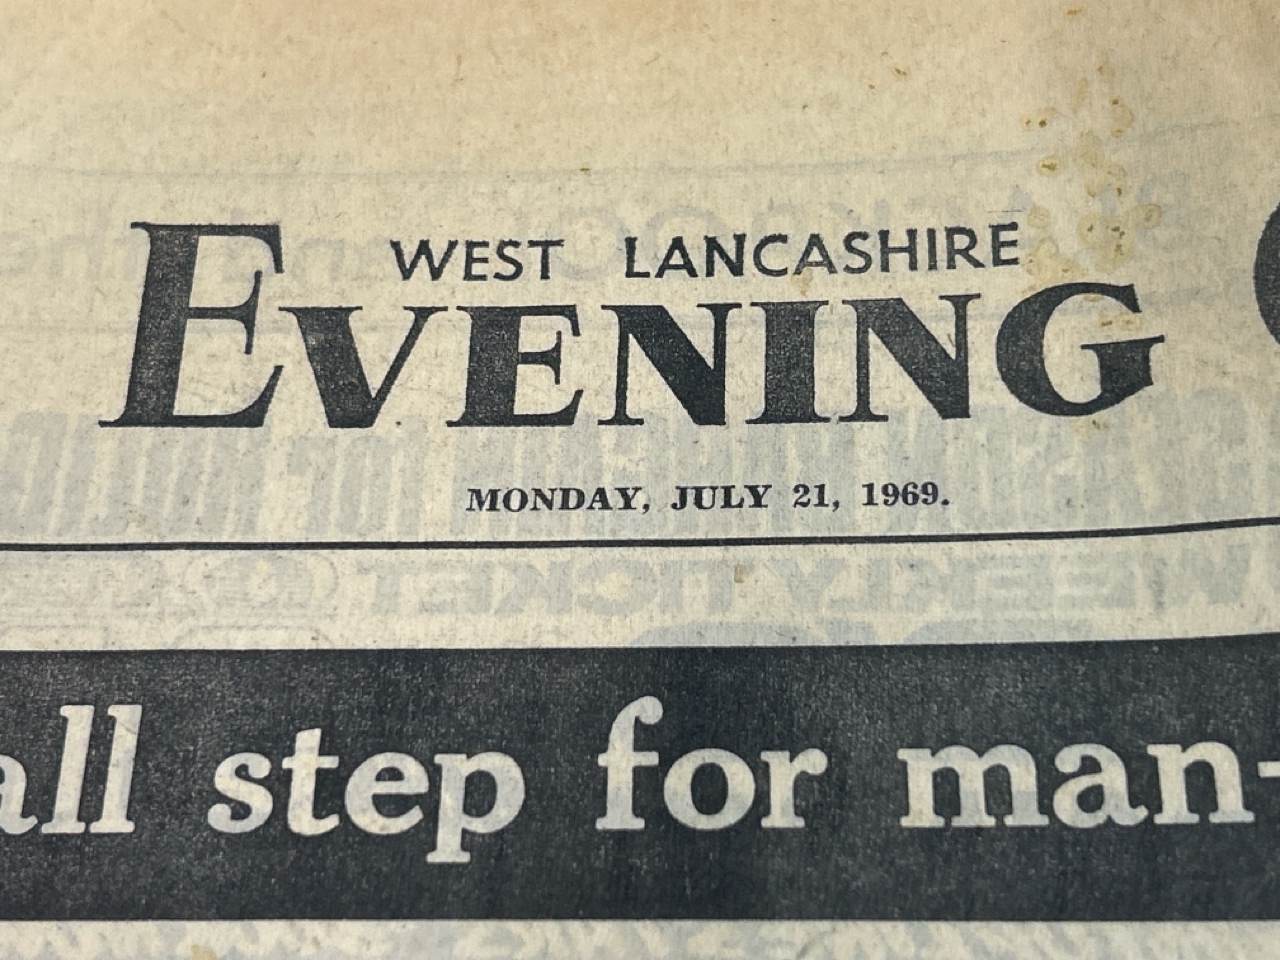 WEST LANCASHIRE
EVENING
MONDAY, JULY 21, 1969.
all step for man-